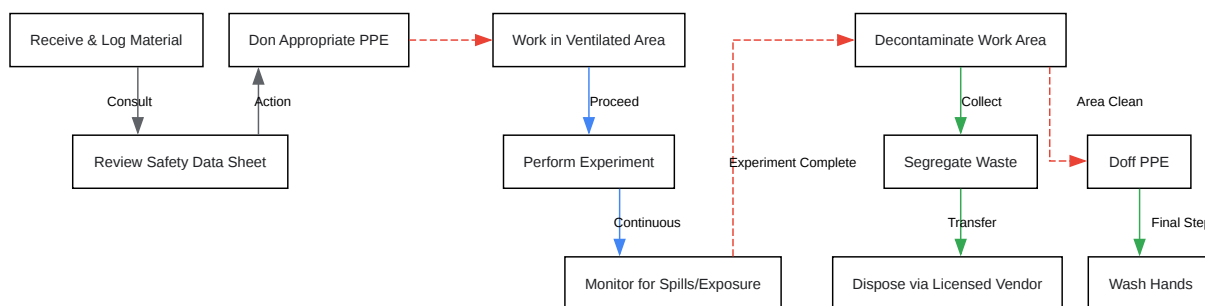 Receive & Log Material
Don Appropriate PPE
Work in Ventilated Area
Decontaminate Work Area
Consult
Action
Proceed
Collect
Area Clean
Review Safety Data Sheet
Perform Experiment
Experiment Complete
Segregate Waste
Doff PPE
Continuous
Transfer
Final Step
Monitor for Spills/Exposure
Dispose via Licensed Vendor
Wash Hands